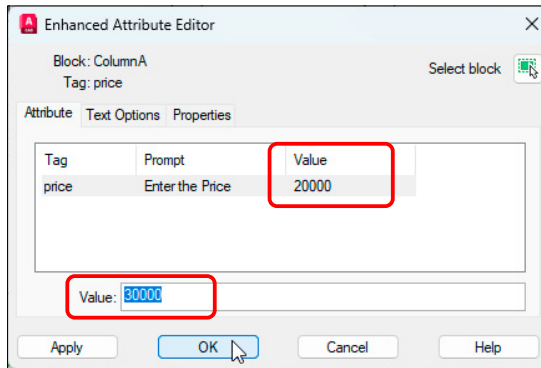 Enhanced Attribute Editor
Block: ColumnA
Tag: price
Select block
Attribute Text Options Properties
Tag Prompt Value
price Enter the Price 20000
Value: 30000
Apply OK Cancel Help